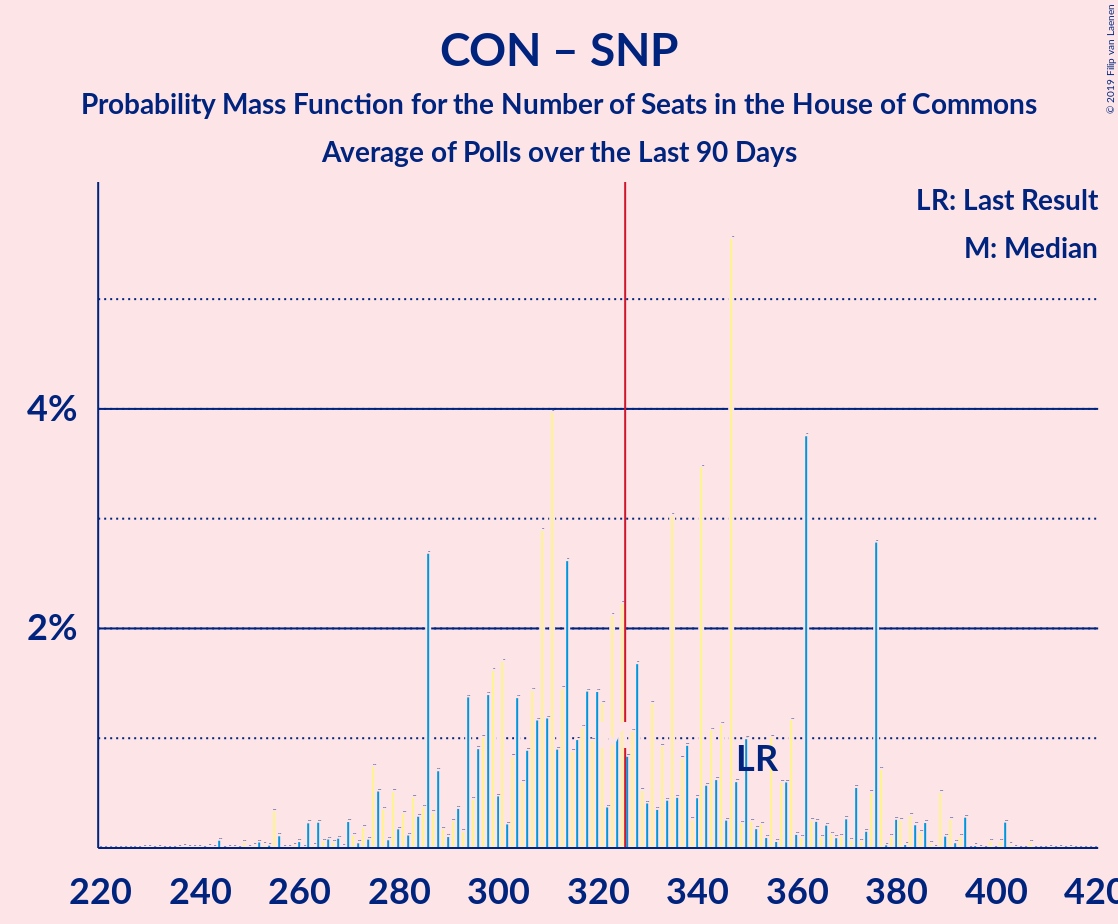 CON – SNP
Probability Mass Function for the Number of Seats in the House of Commons
Average of Polls over the Last 90 Days
© 2019 Filip van Laenen
LR: Last Result
M: Median
4%
2%
LR
220 240 260 280 300 320 340 360 380 400 420